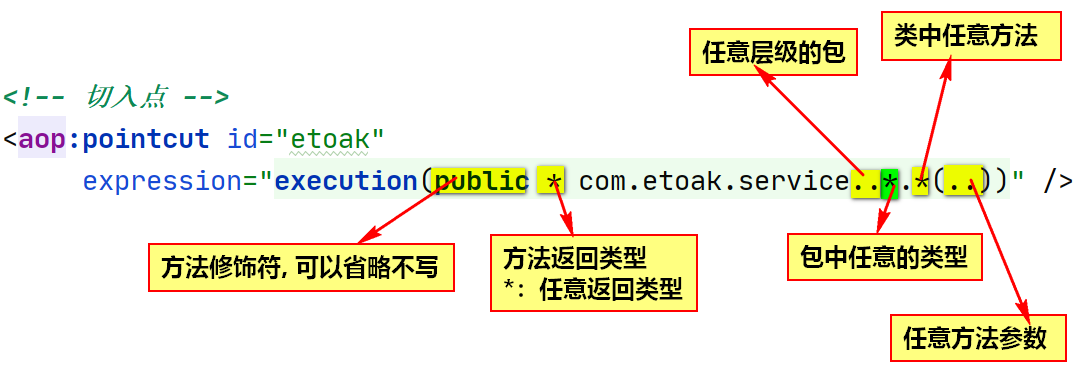 任意层级的包
类中任意方法
<!-- 切入点 -->
<aop:pointcut id="etoak"
expression="execution(public * com.etoak.service..*.*(..))" />
方法修饰符, 可以省略不写
方法返回类型
*: 任意返回类型
包中任意的类型
任意方法参数